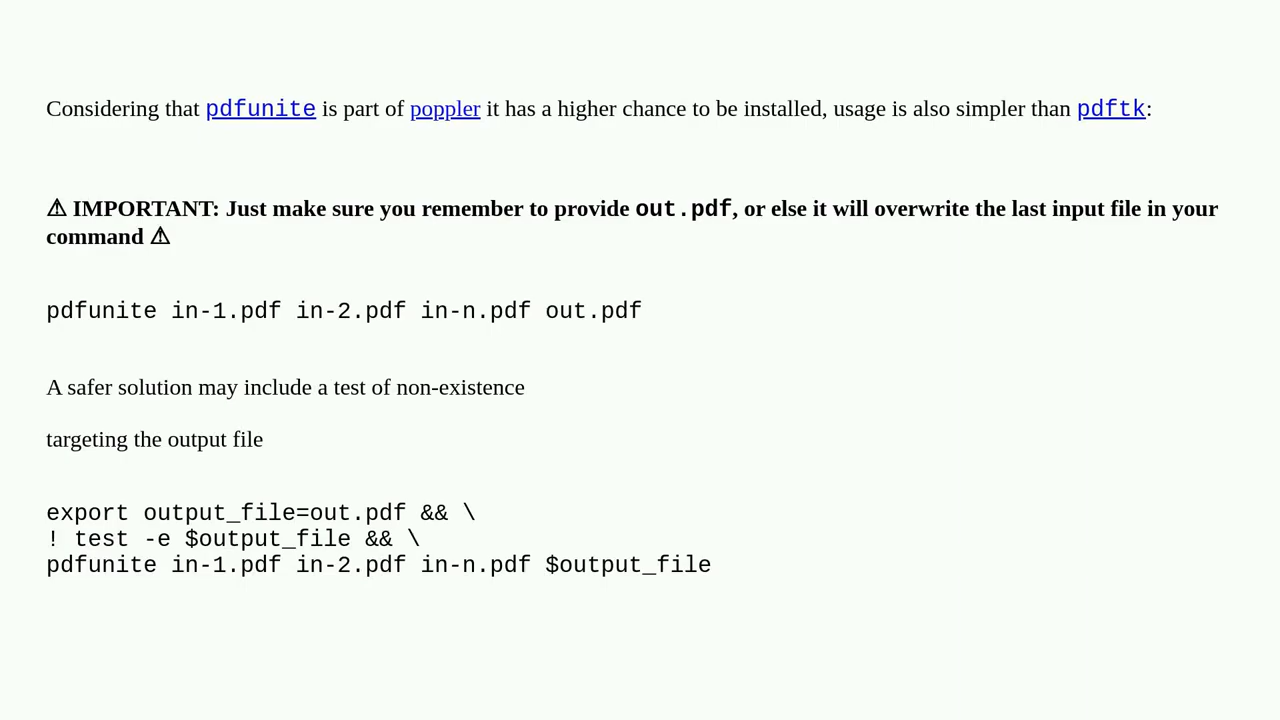 Considering that pdfunite is part of poppler it has a higher chance to be installed, usage is also simpler than pdftk:
⚠ IMPORTANT: Just make sure you remember to provide out.pdf, or else it will overwrite the last input file in your
command ⚠
pdfunite in-1.pdf in-2.pdf in-n.pdf out.pdf
A safer solution may include a test of non-existence
targeting the output file
export output_file=out.pdf && \
! test -e $output_file && \
pdfunite in-1.pdf in-2.pdf in-n.pdf $output_file